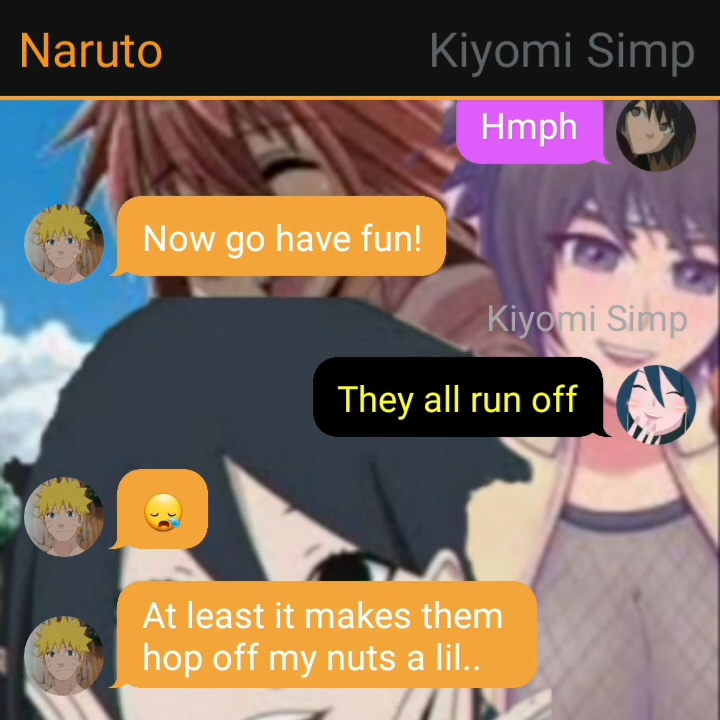 Naruto
Kiyomi Simp
Hmph
Now go have fun!
Kiyomi Simp
They all run off
😪
At least it makes them
hop off my nuts a lil..